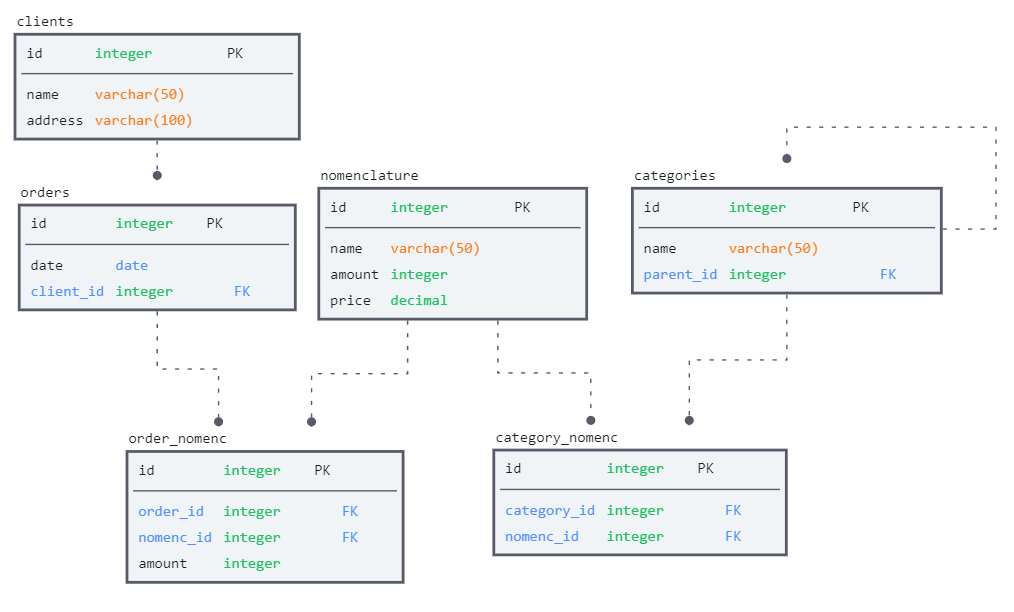 clients
id integer PK
name varchar(50)
address varchar(100)
orders
id integer PK
date date
client_id integer FK
nomenclature
id integer PK
name varchar(50)
amount integer
price decimal
categories
id integer PK
name varchar(50)
parent_id integer FK
order_nomenc
id integer PK
order_id integer FK
nomenc_id integer FK
amount integer
category_nomenc
id integer PK
category_id integer FK
nomenc_id integer FK